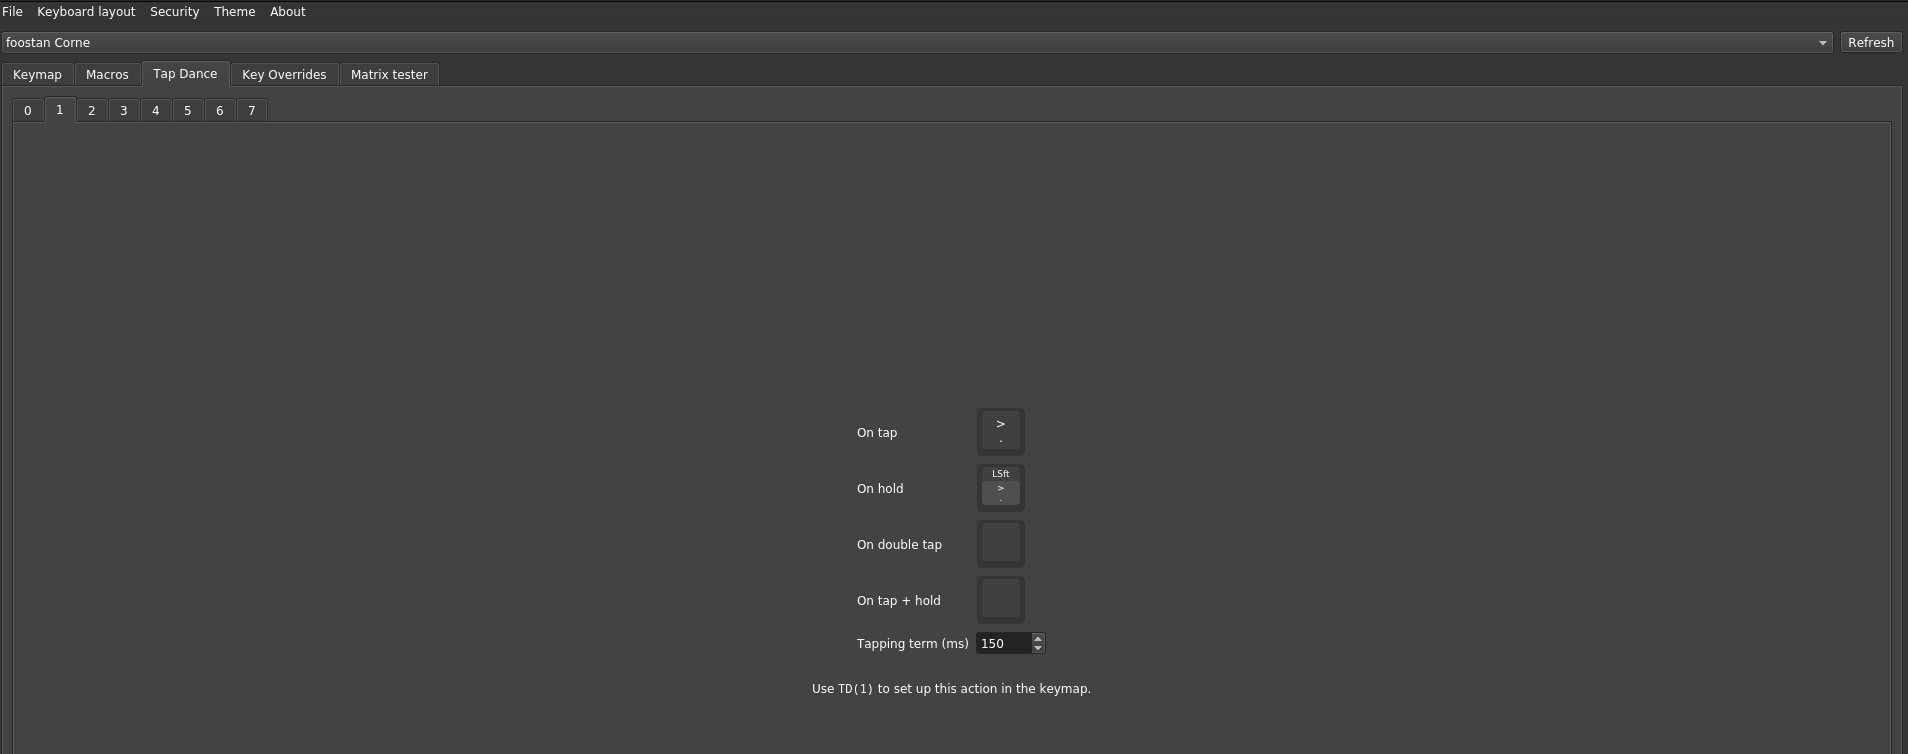 File Keyboard layout Security Theme About
foostan Corne Refresh
Keymap Macros Tap Dance Key Overrides Matrix tester
0 1 2 3 4 5 6 7
On tap > .
On hold LSft > .
On double tap
On tap + hold
Tapping term (ms) 150
Use TD(1) to set up this action in the keymap.